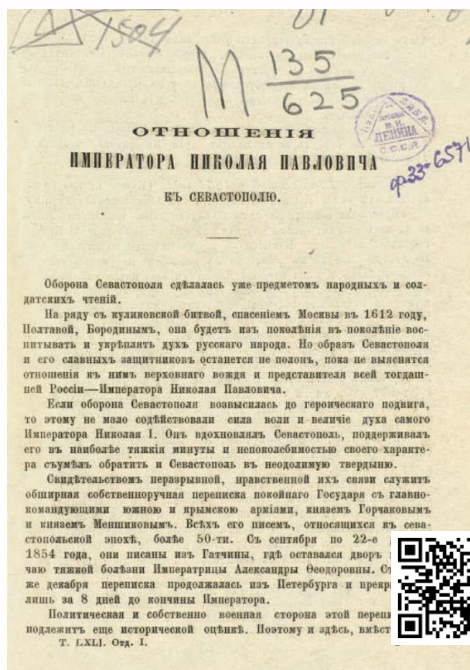 1504
М 135
625
ОТНОШЕНІЯ
ИМПЕРАТОРА НИКОЛАЯ ПАВЛОВИЧА
КЪ СЕВАСТОПОЛЮ.
ЛЕНИНА
С.С.С.Р
ф.33-6571
Оборона Севастополя сдѣлалась уже предметомъ народныхъ и сол-
датскихъ чтеній.
На ряду съ куликовской битвой, спасеніемъ Москвы въ 1612 году,
Полтавой, Бородинымъ, она будетъ изъ поколѣнія въ поколѣніе вос-
питывать и укрѣплять духъ русскаго народа. Но образъ Севастополя
и его славныхъ защитниковъ останется не полонъ, пока не выяснятся
отношенія къ нимъ верховнаго вождя и представителя всей тогдаш-
ней Россіи—Императора Николая Павловича.
Если оборона Севастополя возвысилась до героическаго подвига,
то этому не мало содѣйствовали сила воли и величіе духа самого
Императора Николая I. Онъ вдохновлялъ Севастополь, поддерживалъ
его въ наиболѣе тяжкія минуты и непоколебимостью своего характе-
ра съумѣлъ обратить и Севастополь въ неодолимую твердыню.
Свидѣтельствомъ неразрывной, нравственной ихъ связи служитъ
обширная собственноручная переписка покойнаго Государя съ главно-
командующими южною и крымскою арміями, княземъ Горчаковымъ
и княземъ Меншиковымъ. Всѣхъ его писемъ, относящихся къ сева-
стопольской эпохѣ, болѣе 50-ти. Съ сентября по 22-е
1854 года, они писаны изъ Гатчины, гдѣ оставался дворъ
чаю тяжкой болѣзни Императрицы Александры Ѳеодоровны.
же декабря переписка продолжалась изъ Петербурга и
лишь за 8 дней до кончины Императора.
Политическая и собственно военная сторона этой
подлежитъ еще исторической оцѣнкѣ. Поэтому и здѣсь,
Т. LXLI. Отд. I.